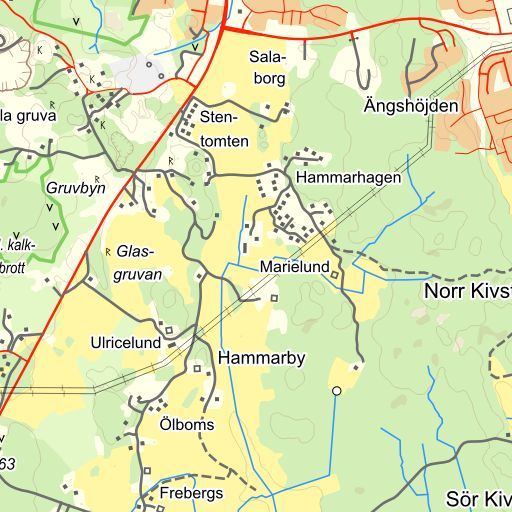 Sala-
borg
Ängshöjden
la gruva
Sten-
tomten
Hammarhagen
Gruvbyn
kalk-
brott
Glas-
gruvan
Marielund
Norr Kivst
Ulricelund
Hammarby
Ölboms
63
Frebergs
Sör Kiv
K
K
K
K
R
R
R
R
V
V
V
V
V